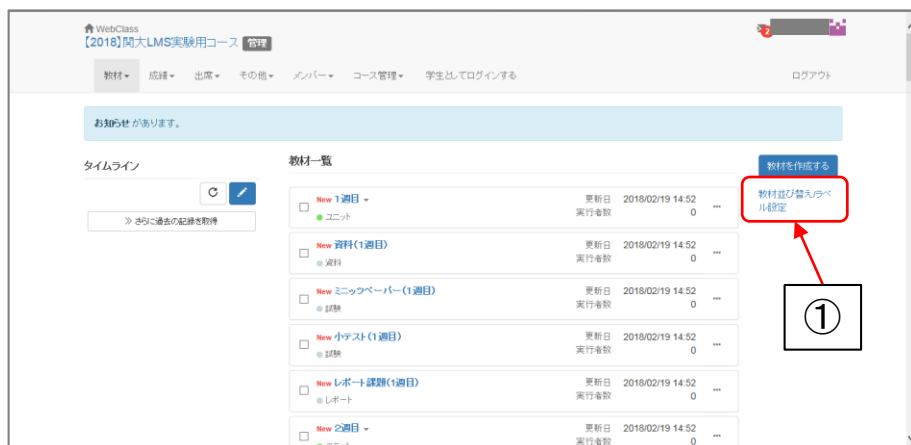 WebClass
2
【2018】関大LMS実験用コース 管理
教材 成績 出席 その他 メンバー コース管理 学生としてログインする ログアウト
お知らせ があります。
タイムライン
≫ さらに過去の記録を取得
教材一覧
教材を作成する
教材並び替え/ラベ
ル設定
①
New 1週目 更新日 2018/02/19 14:52 ...
ユニット 実行者数 0
New 資料(1週目) 更新日 2018/02/19 14:52 ...
資料 実行者数 0
New ミニッツペーパー(1週目) 更新日 2018/02/19 14:52 ...
試験 実行者数 0
New 小テスト(1週目) 更新日 2018/02/19 14:52 ...
試験 実行者数 0
New レポート課題(1週目) 更新日 2018/02/19 14:52 ...
レポート 実行者数 0
New 2週目 更新日 2018/02/19 14:52 ...
ユニット 実行者数 0